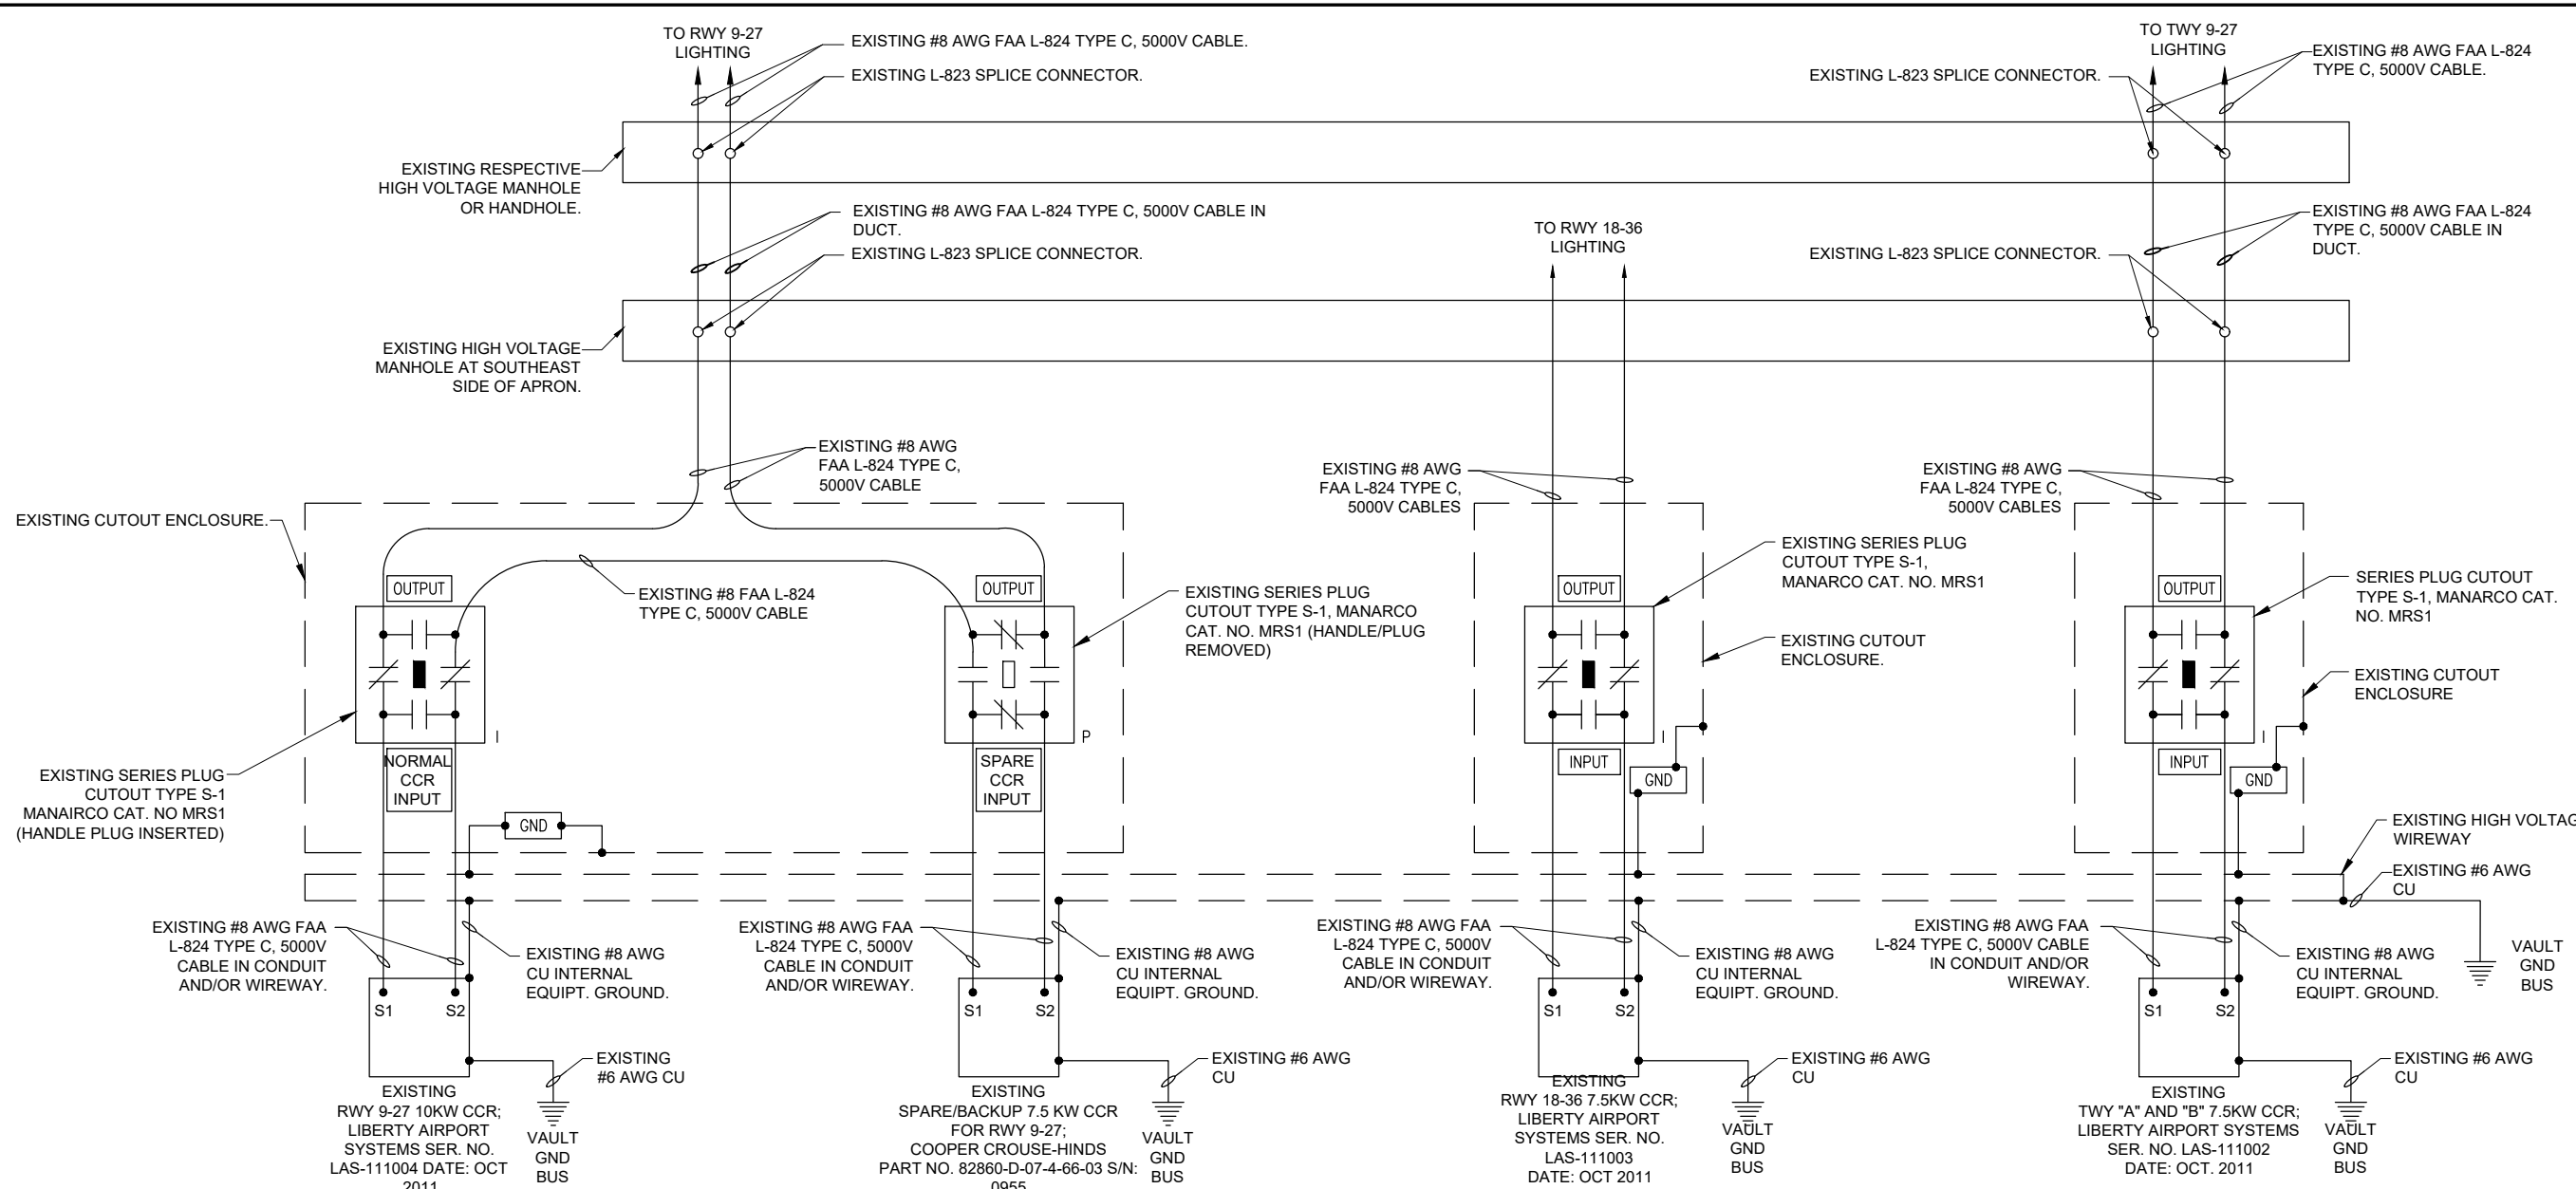 TO RWY 9-27
LIGHTING
EXISTING #8 AWG FAA L-824 TYPE C, 5000V CABLE.
EXISTING L-823 SPLICE CONNECTOR.
TO TWY 9-27
LIGHTING
EXISTING #8 AWG FAA L-824
TYPE C, 5000V CABLE.
EXISTING L-823 SPLICE CONNECTOR.
EXISTING RESPECTIVE
HIGH VOLTAGE MANHOLE
OR HANDHOLE.
EXISTING #8 AWG FAA L-824 TYPE C, 5000V CABLE IN
DUCT.
EXISTING L-823 SPLICE CONNECTOR.
TO RWY 18-36
LIGHTING
EXISTING #8 AWG FAA L-824
TYPE C, 5000V CABLE IN
DUCT.
EXISTING L-823 SPLICE CONNECTOR.
EXISTING HIGH VOLTAGE
MANHOLE AT SOUTHEAST
SIDE OF APRON.
EXISTING #8 AWG
FAA L-824 TYPE C,
5000V CABLE
EXISTING #8 AWG
FAA L-824 TYPE C,
5000V CABLES
EXISTING #8 AWG
FAA L-824 TYPE C,
5000V CABLES
EXISTING CUTOUT ENCLOSURE.
OUTPUT
EXISTING #8 FAA L-824
TYPE C, 5000V CABLE
OUTPUT
EXISTING SERIES PLUG
CUTOUT TYPE S-1, MANARCO
CAT. NO. MRS1 (HANDLE/PLUG
REMOVED)
OUTPUT
EXISTING SERIES PLUG
CUTOUT TYPE S-1,
MANARCO CAT. NO. MRS1
EXISTING CUTOUT
ENCLOSURE.
OUTPUT
SERIES PLUG CUTOUT
TYPE S-1, MANARCO CAT.
NO. MRS1
EXISTING CUTOUT
ENCLOSURE
I
P
I
I
EXISTING SERIES PLUG
CUTOUT TYPE S-1
MANAIRCO CAT. NO MRS1
(HANDLE PLUG INSERTED)
NORMAL
CCR
INPUT
GND
SPARE
CCR
INPUT
INPUT
GND
INPUT
GND
EXISTING HIGH VOLTAG
WIREWAY
EXISTING #6 AWG
CU
EXISTING #8 AWG FAA
L-824 TYPE C, 5000V
CABLE IN CONDUIT
AND/OR WIREWAY.
EXISTING #8 AWG
CU INTERNAL
EQUIPT. GROUND.
EXISTING #8 AWG FAA
L-824 TYPE C, 5000V
CABLE IN CONDUIT
AND/OR WIREWAY.
EXISTING #8 AWG
CU INTERNAL
EQUIPT. GROUND.
EXISTING #8 AWG FAA
L-824 TYPE C, 5000V
CABLE IN CONDUIT
AND/OR WIREWAY.
EXISTING #8 AWG
CU INTERNAL
EQUIPT. GROUND.
EXISTING #8 AWG FAA
L-824 TYPE C, 5000V CABLE
IN CONDUIT AND/OR
WIREWAY.
EXISTING #8 AWG
CU INTERNAL
EQUIPT. GROUND.
VAULT
GND
BUS
S1 S2
S1 S2
S1 S2
S1 S2
EXISTING
#6 AWG CU
EXISTING #6 AWG
CU
EXISTING #6 AWG
CU
EXISTING #6 AWG
CU
EXISTING
RWY 9-27 10KW CCR;
LIBERTY AIRPORT
SYSTEMS SER. NO.
LAS-111004 DATE: OCT
2011
VAULT
GND
BUS
EXISTING
SPARE/BACKUP 7.5 KW CCR
FOR RWY 9-27;
COOPER CROUSE-HINDS
PART NO. 82860-D-07-4-66-03 S/N:
0955
VAULT
GND
BUS
EXISTING
RWY 18-36 7.5KW CCR;
LIBERTY AIRPORT
SYSTEMS SER. NO.
LAS-111003
DATE: OCT 2011
VAULT
GND
BUS
EXISTING
TWY "A" AND "B" 7.5KW CCR;
LIBERTY AIRPORT SYSTEMS
SER. NO. LAS-111002
DATE: OCT. 2011
VAULT
GND
BUS